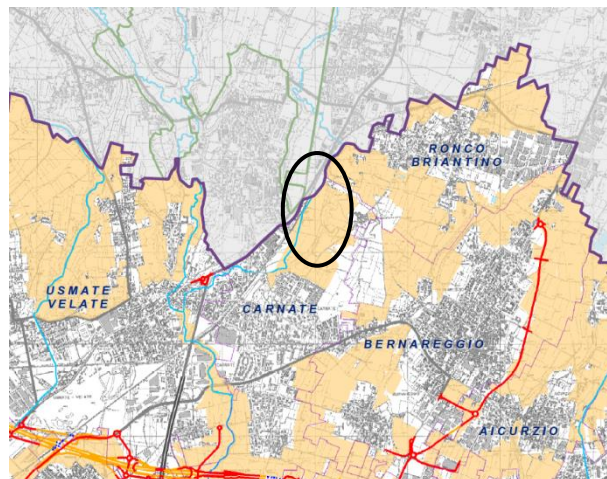 RONCO
BRIANTINO
USMATE
VELATE
CARNATE
BERNAREGGIO
AICURZIO